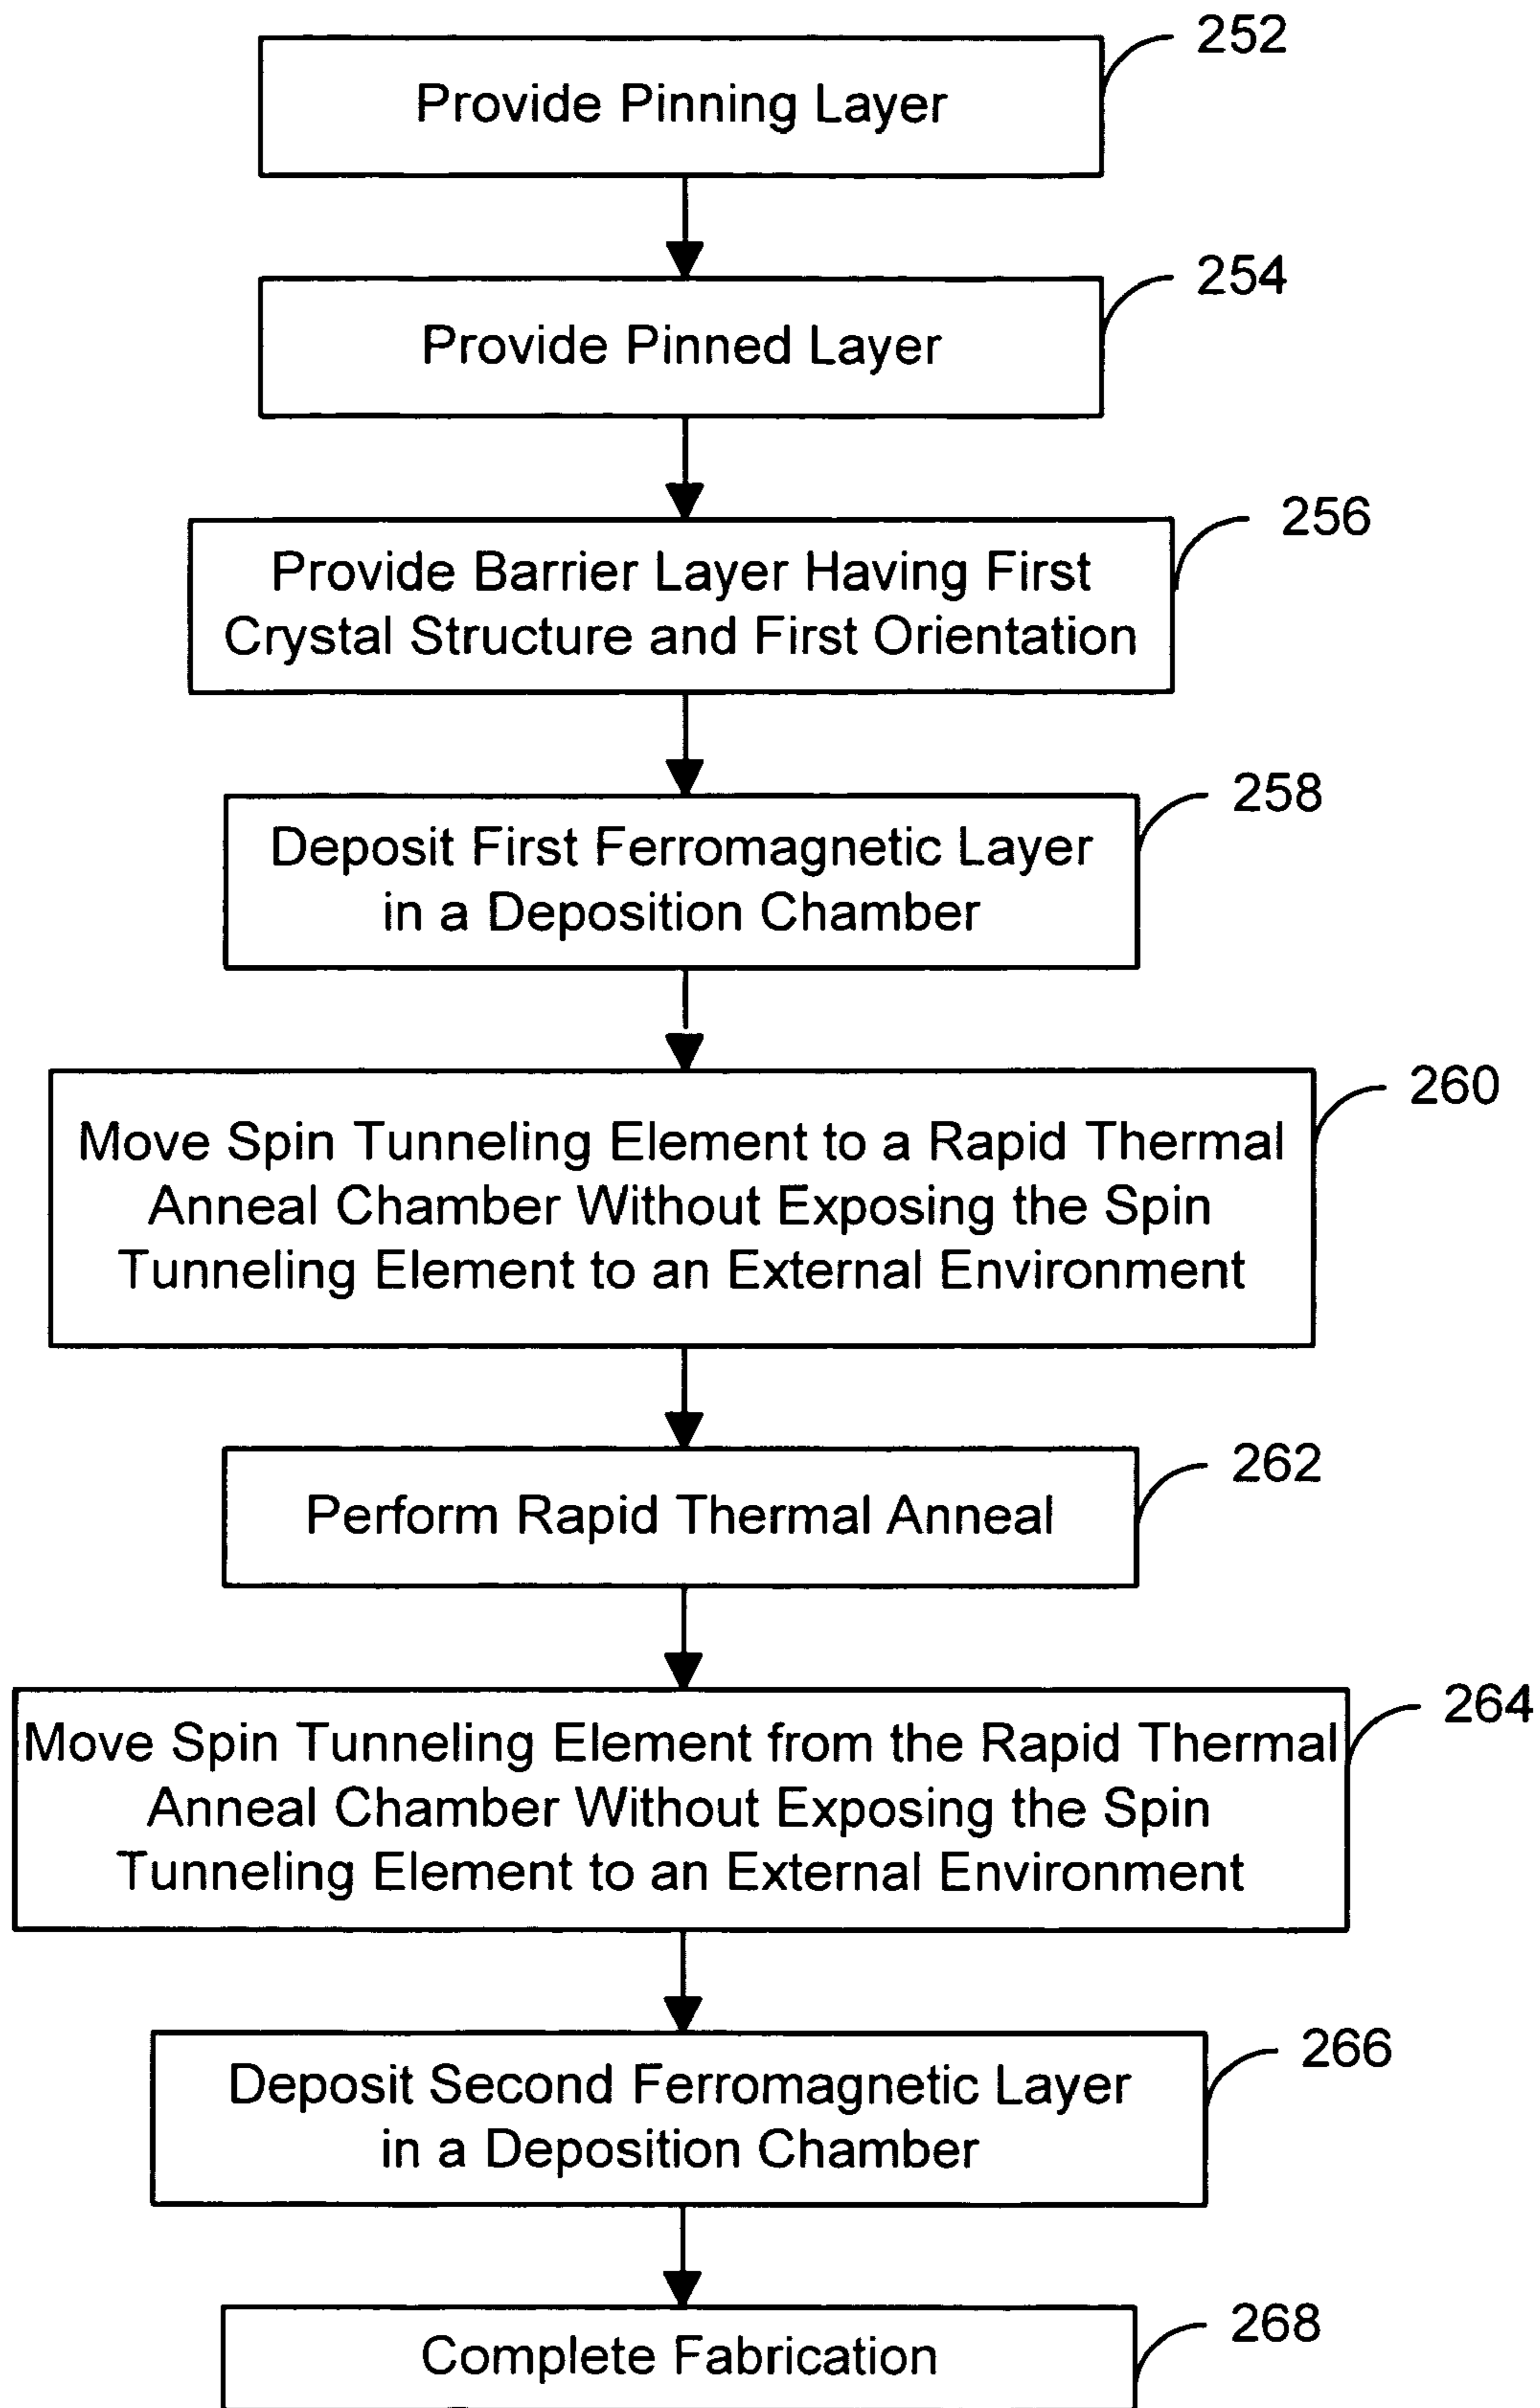 252
Provide Pinning Layer
254
Provide Pinned Layer
256
Provide Barrier Layer Having First
Crystal Structure and First Orientation
258
Deposit First Ferromagnetic Layer
in a Deposition Chamber
260
Move Spin Tunneling Element to a Rapid Thermal
Anneal Chamber Without Exposing the Spin
Tunneling Element to an External Environment
262
Perform Rapid Thermal Anneal
264
Move Spin Tunneling Element from the Rapid Thermal
Anneal Chamber Without Exposing the Spin
Tunneling Element to an External Environment
266
Deposit Second Ferromagnetic Layer
in a Deposition Chamber
268
Complete Fabrication